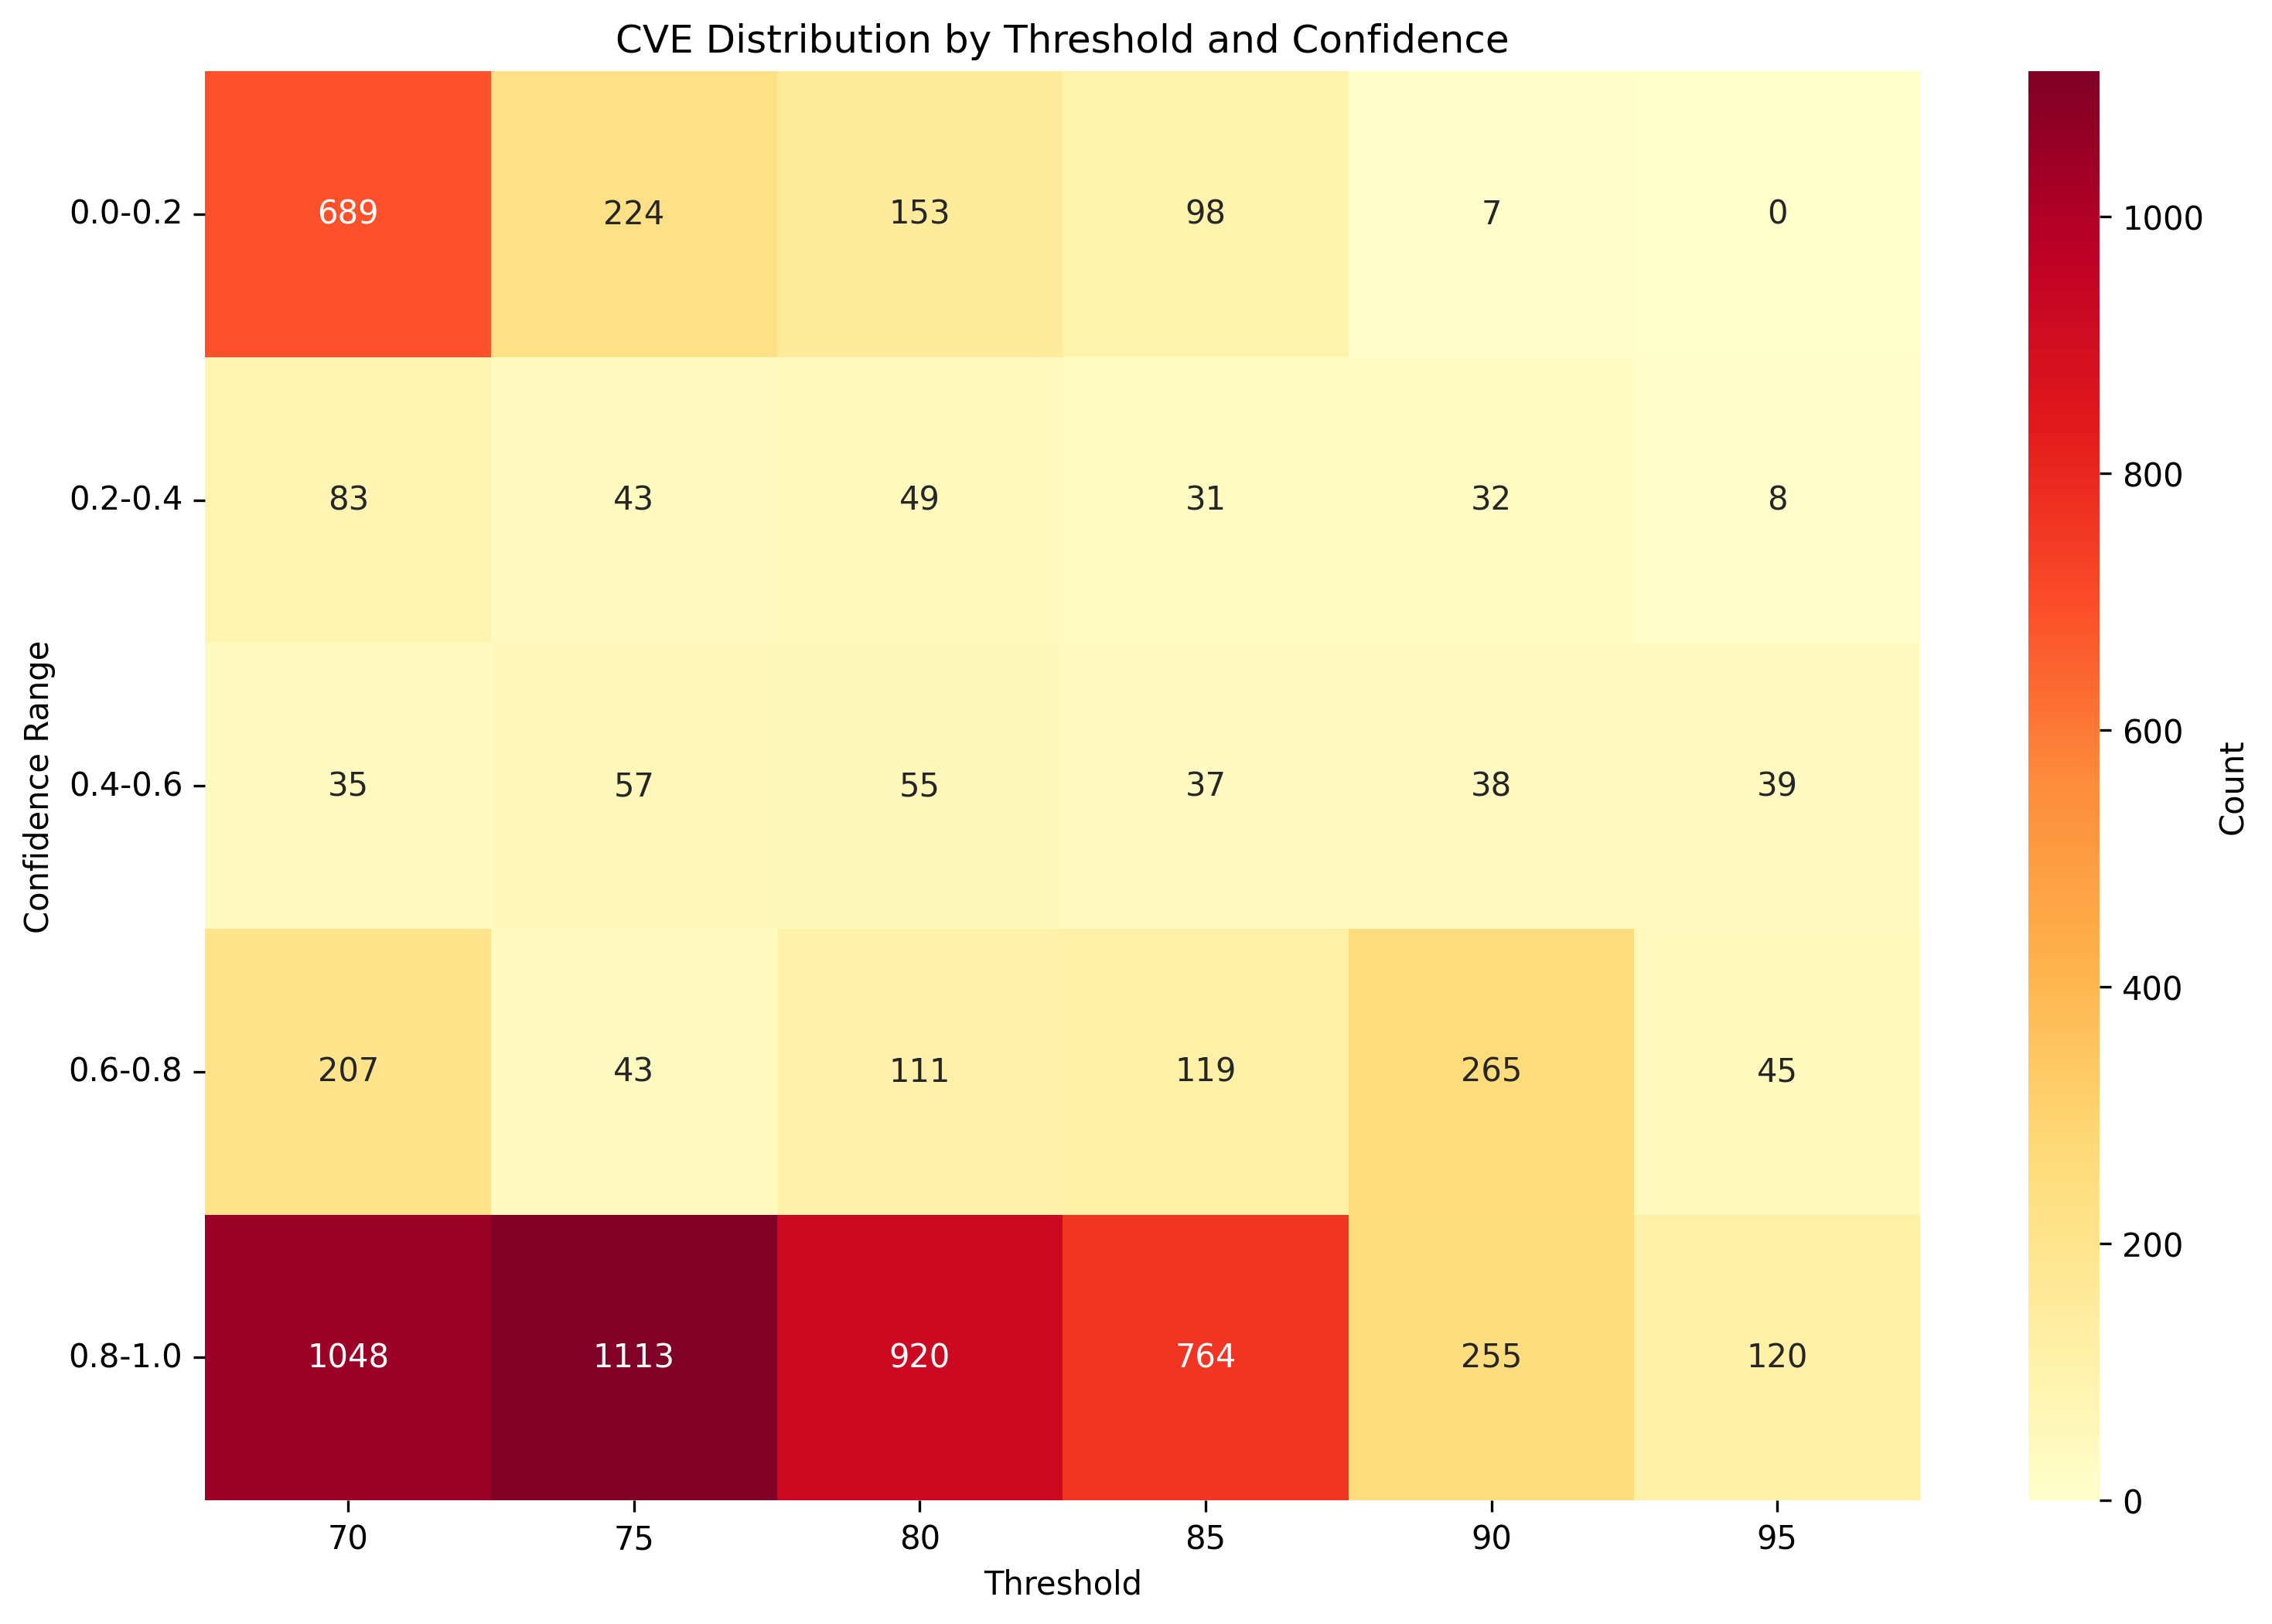 CVE Distribution by Threshold and Confidence
Confidence Range
0.0-0.2 689 224 153 98 7 0
0.2-0.4 83 43 49 31 32 8
0.4-0.6 35 57 55 37 38 39
0.6-0.8 207 43 111 119 265 45
0.8-1.0 1048 1113 920 764 255 120
70 75 80 85 90 95
Threshold
1000
800
600
400
200
0
Count